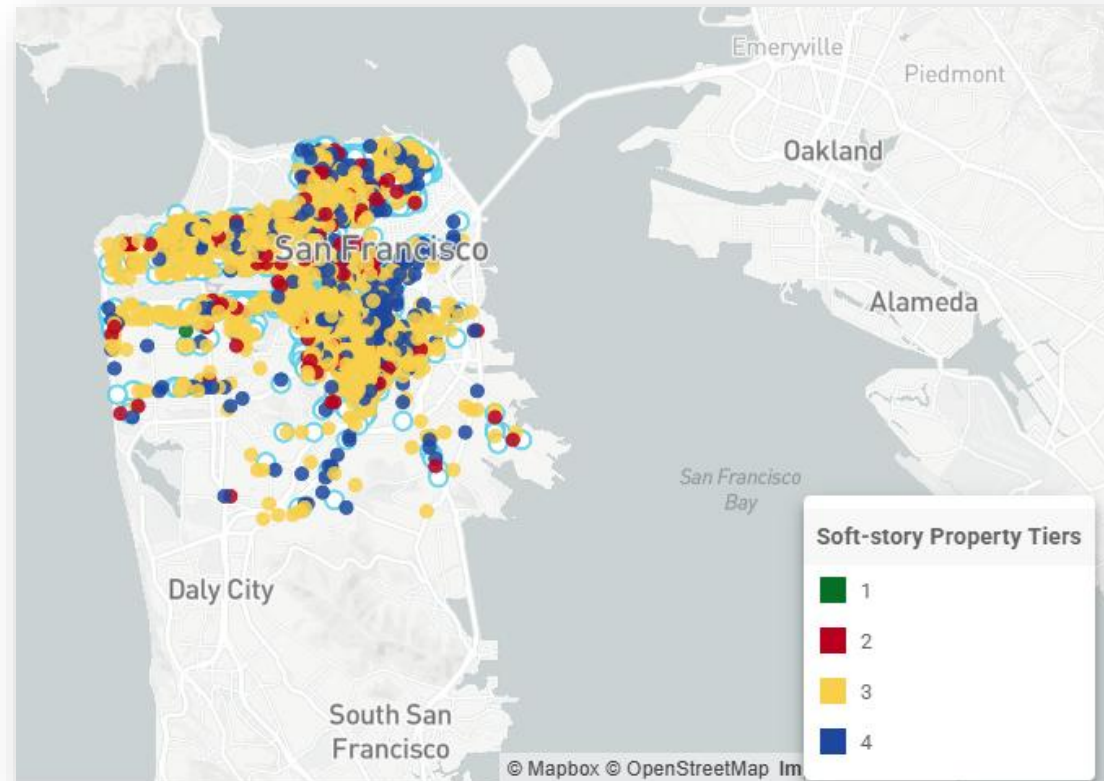 Emeryville
Piedmont
Oakland
San Francisco
Alameda
San Francisco
Bay
Soft-story Property Tiers
1
2
3
4
Daly City
South San
Francisco
© Mapbox © OpenStreetMap Im